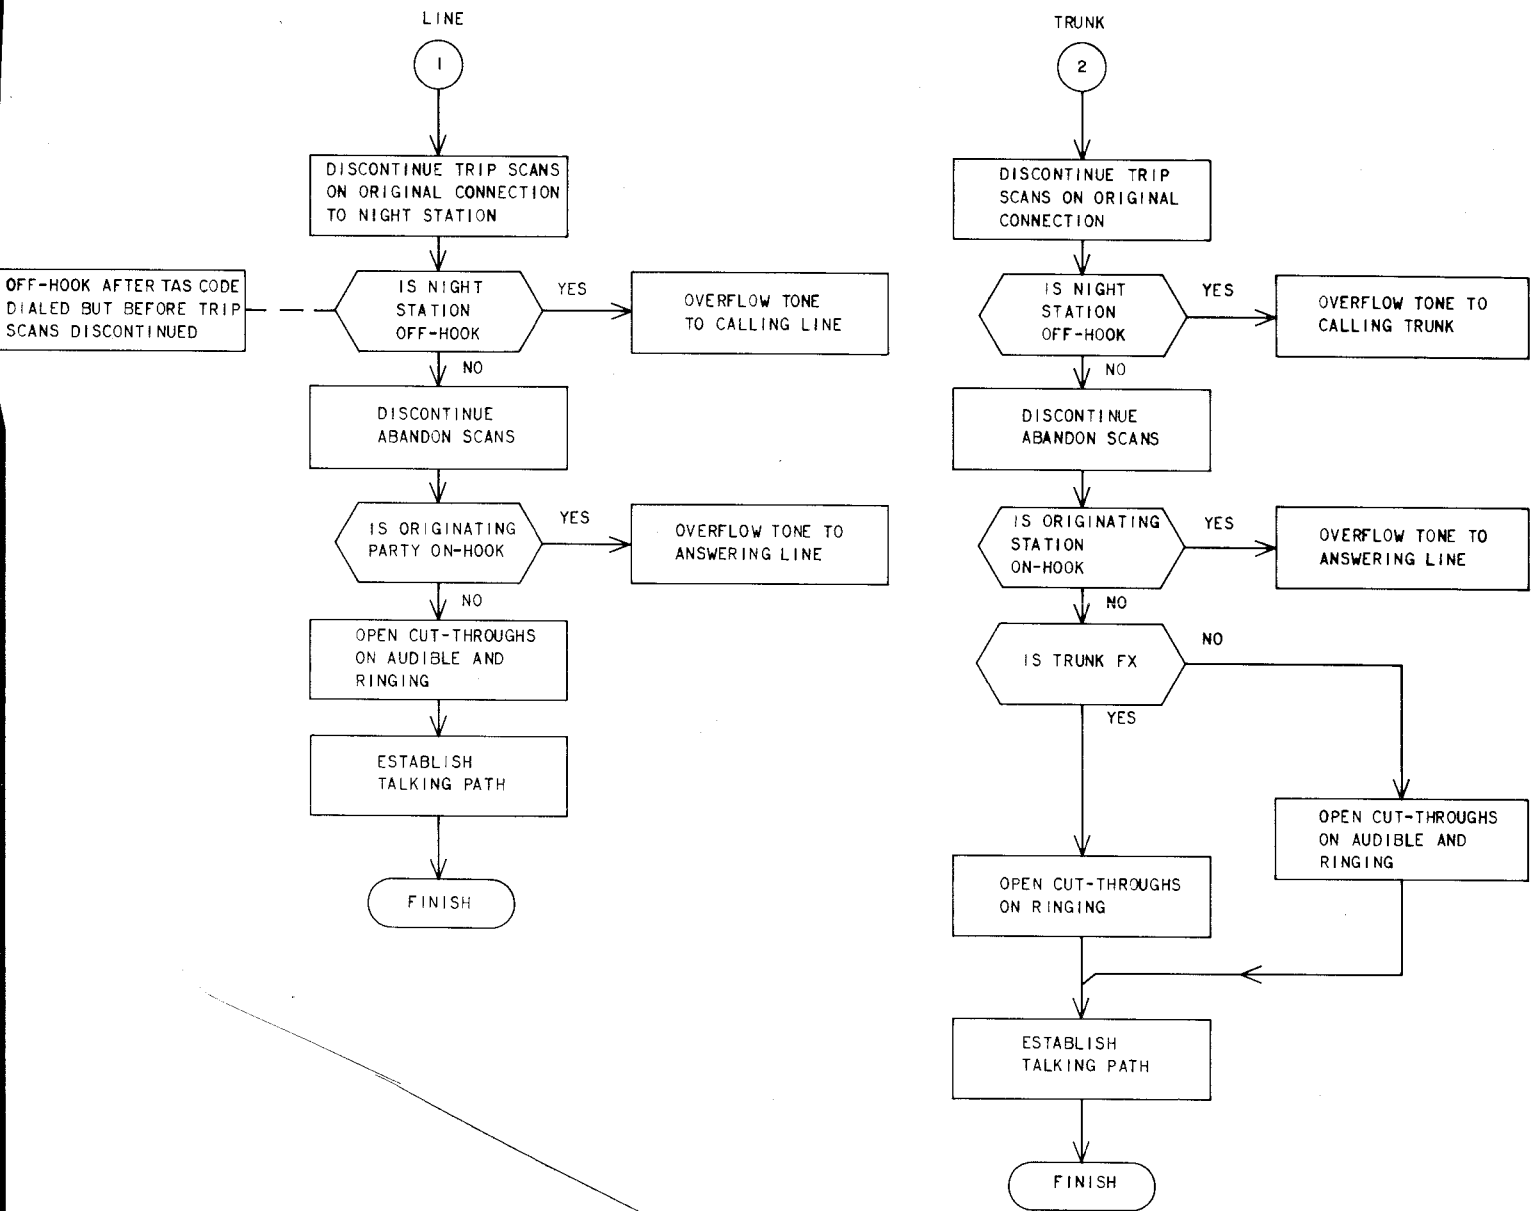 LINE
1
DISCONTINUE TRIP SCANS
ON ORIGINAL CONNECTION
TO NIGHT STATION
OFF-HOOK AFTER TAS CODE
DIALED BUT BEFORE TRIP
SCANS DISCONTINUED
IS NIGHT
STATION
OFF-HOOK
YES
OVERFLOW TONE
TO CALLING LINE
NO
DISCONTINUE
ABANDON SCANS
IS ORIGINATING
PARTY ON-HOOK
YES
OVERFLOW TONE TO
ANSWERING LINE
NO
OPEN CUT-THROUGHS
ON AUDIBLE AND
RINGING
ESTABLISH
TALKING PATH
FINISH
TRUNK
2
DISCONTINUE TRIP
SCANS ON ORIGINAL
CONNECTION
IS NIGHT
STATION
OFF-HOOK
YES
OVERFLOW TONE TO
CALLING TRUNK
NO
DISCONTINUE
ABANDON SCANS
IS ORIGINATING
STATION
ON-HOOK
YES
OVERFLOW TONE TO
ANSWERING LINE
NO
IS TRUNK FX
NO
YES
OPEN CUT-THROUGHS
ON AUDIBLE AND
RINGING
OPEN CUT-THROUGHS
ON RINGING
ESTABLISH
TALKING PATH
FINISH